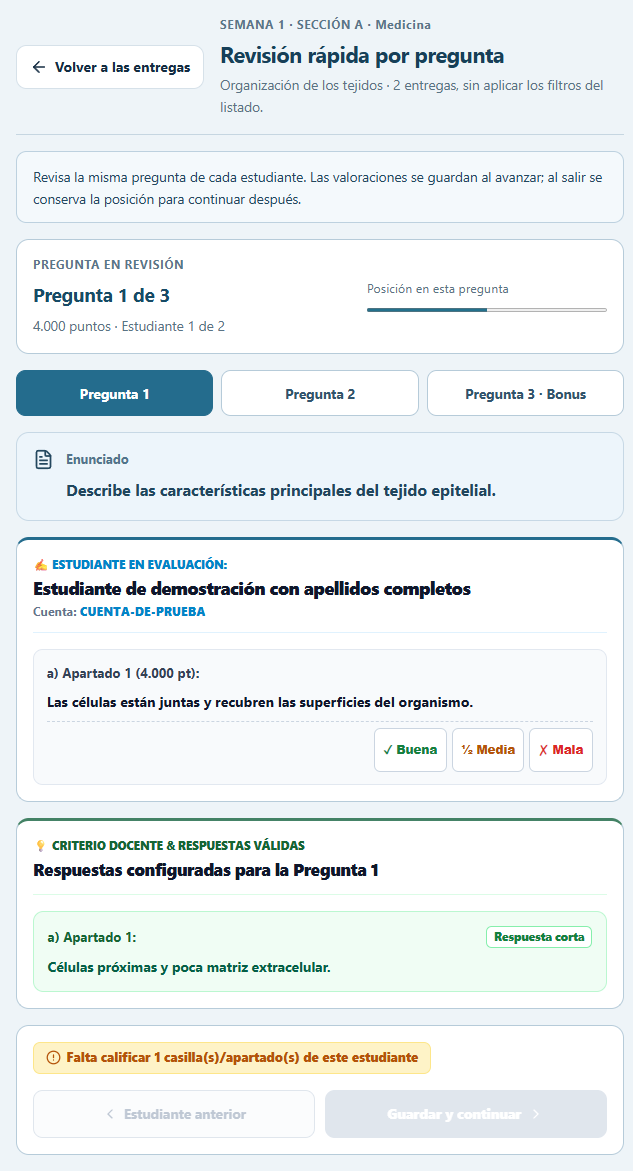 SEMANA 1 · SECCIÓN A · Medicina
← Volver a las entregas
Revisión rápida por pregunta
Organización de los tejidos · 2 entregas, sin aplicar los filtros del
listado.
Revisa la misma pregunta de cada estudiante. Las valoraciones se guardan al avanzar; al salir se
conserva la posición para continuar después.
PREGUNTA EN REVISIÓN
Pregunta 1 de 3
Posición en esta pregunta
4.000 puntos · Estudiante 1 de 2
Pregunta 1
Pregunta 2
Pregunta 3 · Bonus
Enunciado
Describe las características principales del tejido epitelial.
✍️ ESTUDIANTE EN EVALUACIÓN:
Estudiante de demostración con apellidos completos
Cuenta: CUENTA-DE-PRUEBA
a) Apartado 1 (4.000 pt):
Las células están juntas y recubren las superficies del organismo.
✓ Buena
½ Media
✗ Mala
💡 CRITERIO DOCENTE & RESPUESTAS VÁLIDAS
Respuestas configuradas para la Pregunta 1
a) Apartado 1:
Respuesta corta
Células próximas y poca matriz extracelular.
Falta calificar 1 casilla(s)/apartado(s) de este estudiante
Estudiante anterior
Guardar y continuar